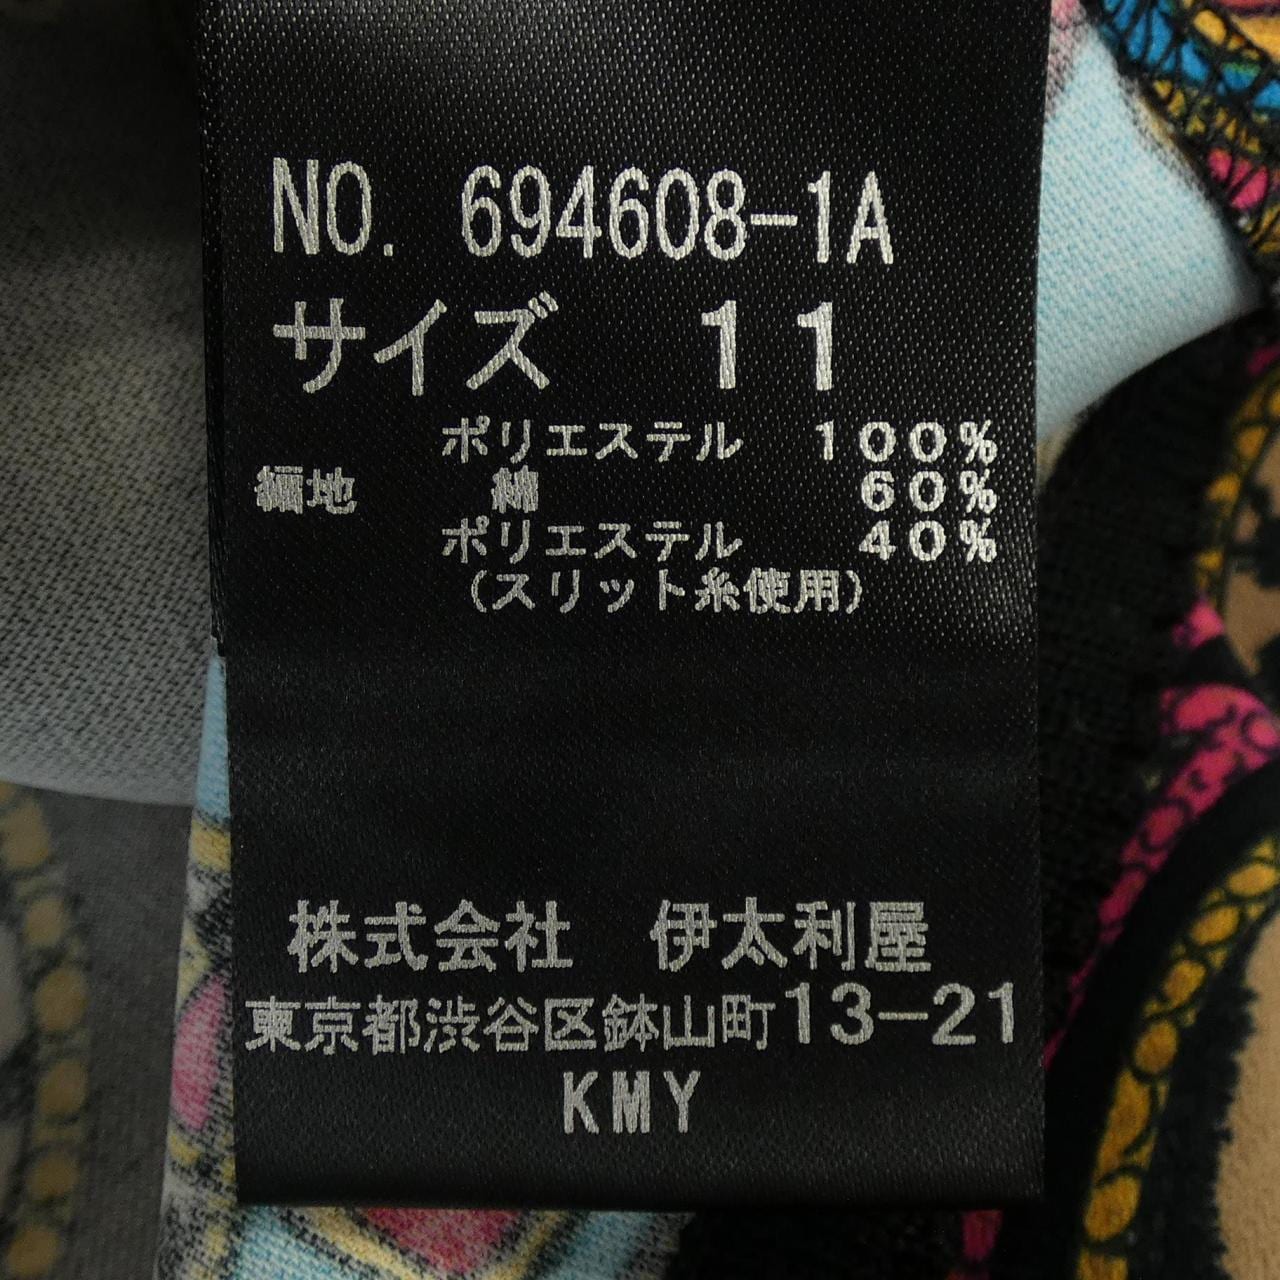 NO. 694608-1A
サイズ 11
ポリエステル 100%
編地 綿 60%
ポリエステル 40%
(スリット糸使用)
株式会社 伊太利屋
東京都渋谷区鉢山町13-21
KMY